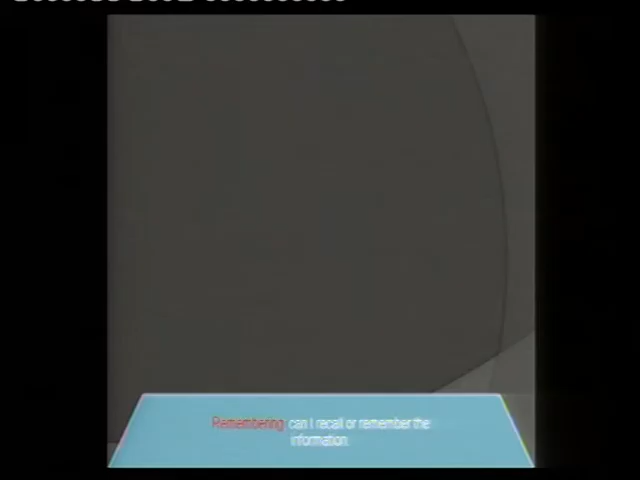 Remembering can I recall or remember the
information